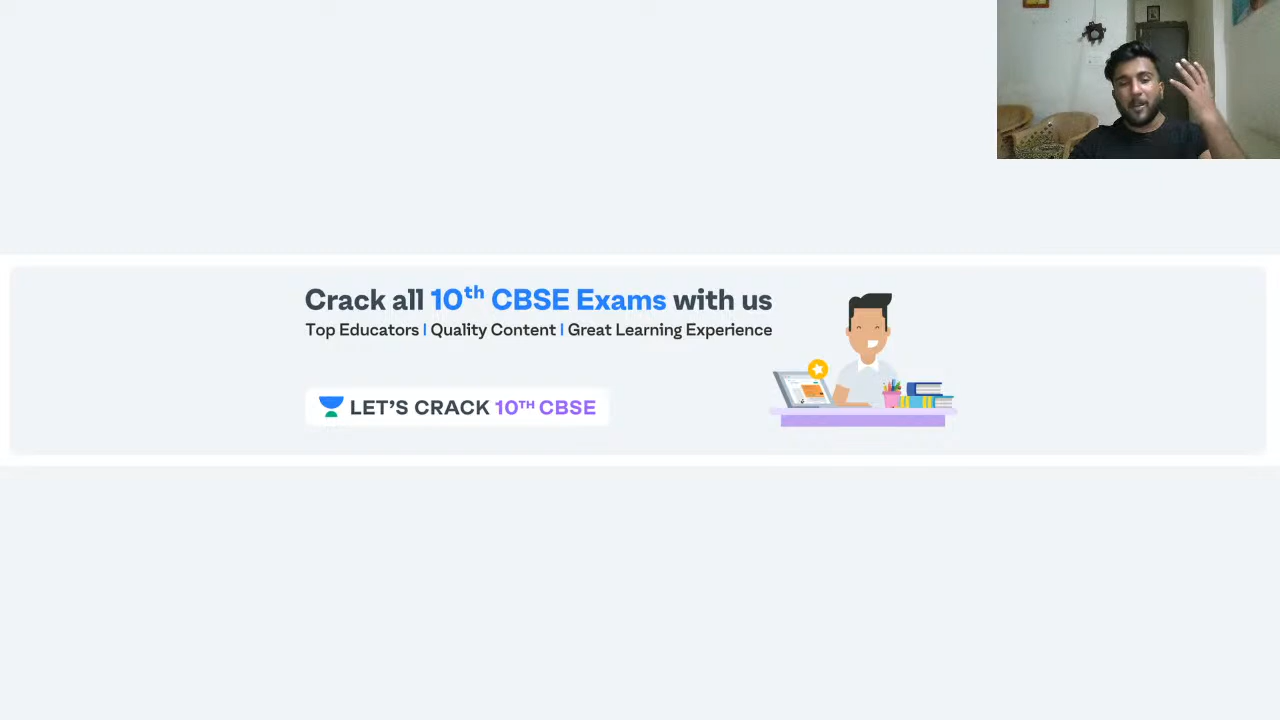 Crack all 10th CBSE Exams with us
Top Educators | Quality Content | Great Learning Experience
LET'S CRACK 10TH CBSE